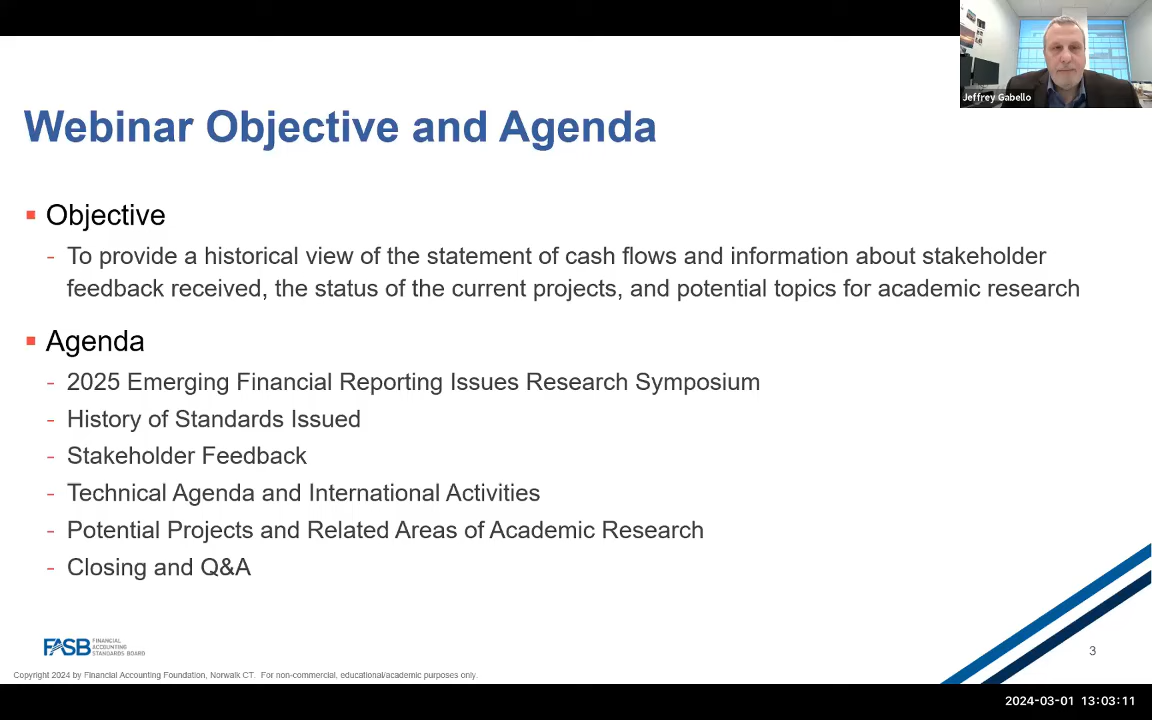 Jeffrey Gabello
Webinar Objective and Agenda
Objective
- To provide a historical view of the statement of cash flows and information about stakeholder
feedback received, the status of the current projects, and potential topics for academic research
Agenda
- 2025 Emerging Financial Reporting Issues Research Symposium
- History of Standards Issued
- Stakeholder Feedback
- Technical Agenda and International Activities
- Potential Projects and Related Areas of Academic Research
- Closing and Q&A
FASB FINANCIAL
ACCOUNTING
STANDARDS BOARD
3
Copyright 2024 by Financial Accounting Foundation, Norwalk CT. For non-commercial, educational/academic purposes only.
2024-03-01 13:03:11